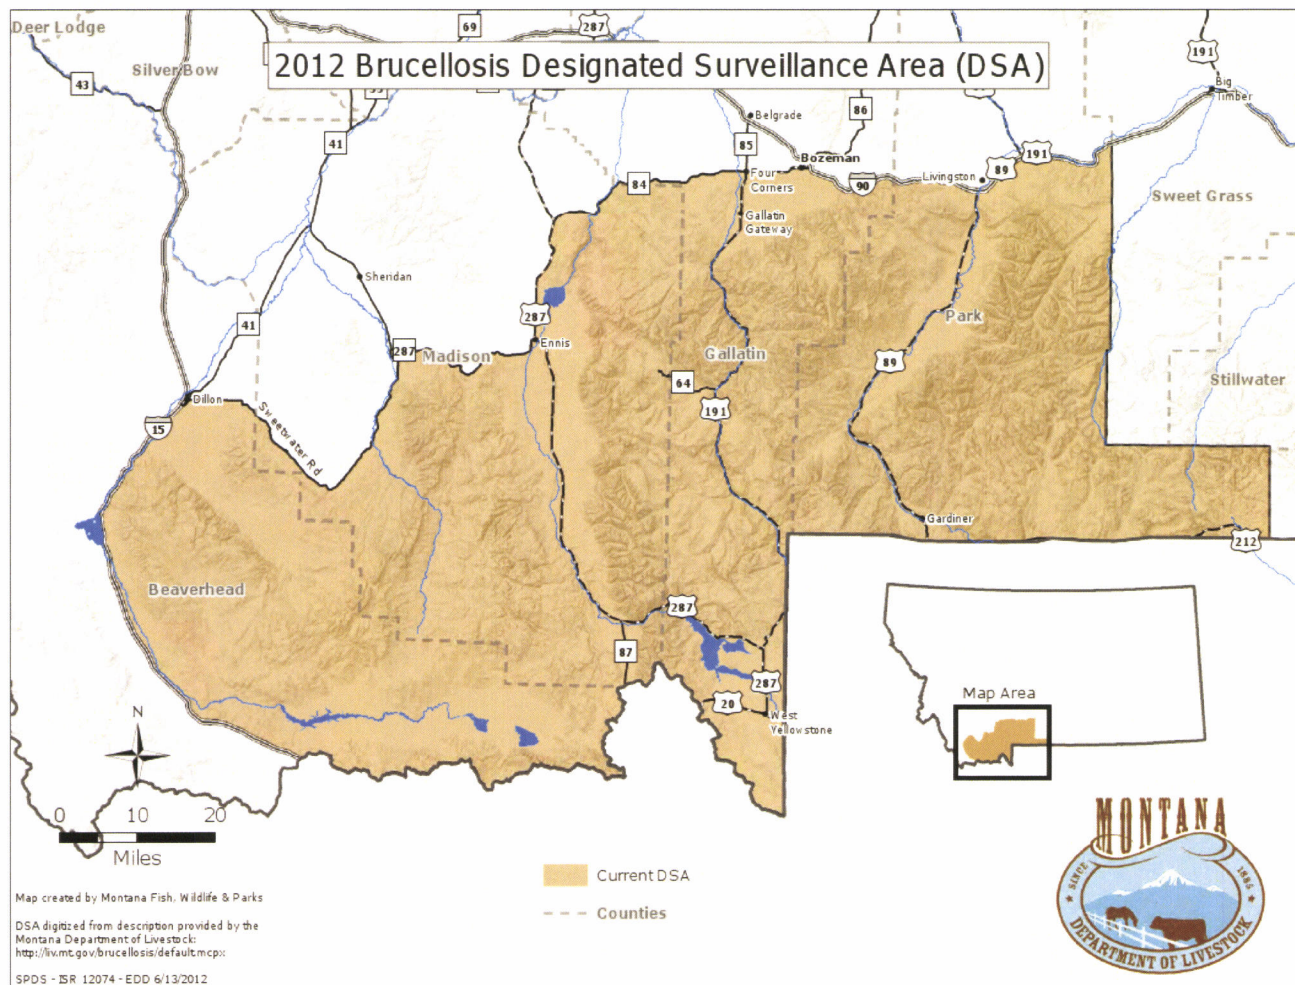 69
287
191
Deer Lodge
Silver Bow
2012 Brucellosis Designated Surveillance Area (DSA)
43
Big
Timber
Belgrade
86
41
85
Bozeman
191
89
84
Four
Corners
90
Livingston
Sweet Grass
Gallatin
Gateway
Sheridan
287
Park
41
Ennis
287
Madison
Gallatin
89
64
Stillwater
Dillon
191
15
Sweetwater Rd
Gardiner
212
Beaverhead
287
87
287
20
West
Yellowstone
Map Area
N
0 10 20
Miles
MONTANA
SINCE 1885
DEPARTMENT OF LIVESTOCK
Current DSA
Counties
Map created by Montana Fish, Wildlife & Parks
DSA digitized from description provided by the
Montana Department of Livestock:
http://liv.mt.gov/brucellosis/default.mcpx
SPDS - ISR 12074 - EDD 6/13/2012